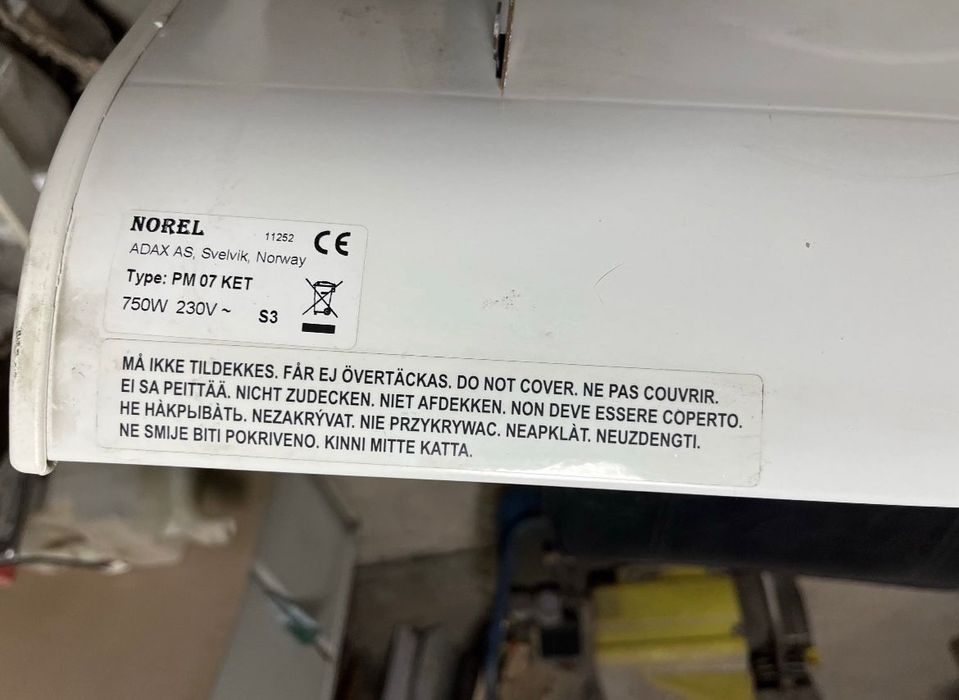 NOREL 11252 CE
ADAX AS, Svelvik, Norway
Type: PM 07 KET
750W 230V ~ S3
MÅ IKKE TILDEKKES. FÅR EJ ÖVERTÄCKAS. DO NOT COVER. NE PAS COUVRIR.
EI SA PEITTÄÄ. NICHT ZUDECKEN. NIET AFDEKKEN. NON DEVE ESSERE COPERTO.
НЕ HÀКРЬIВÀТЬ. NEZAKRÝVAT. NIE PRZYKRYWAC. NEAPKLÀT. NEUZDENGTI.
NE SMIJE BITI POKRIVENO. KINNI MITTE KATTA.